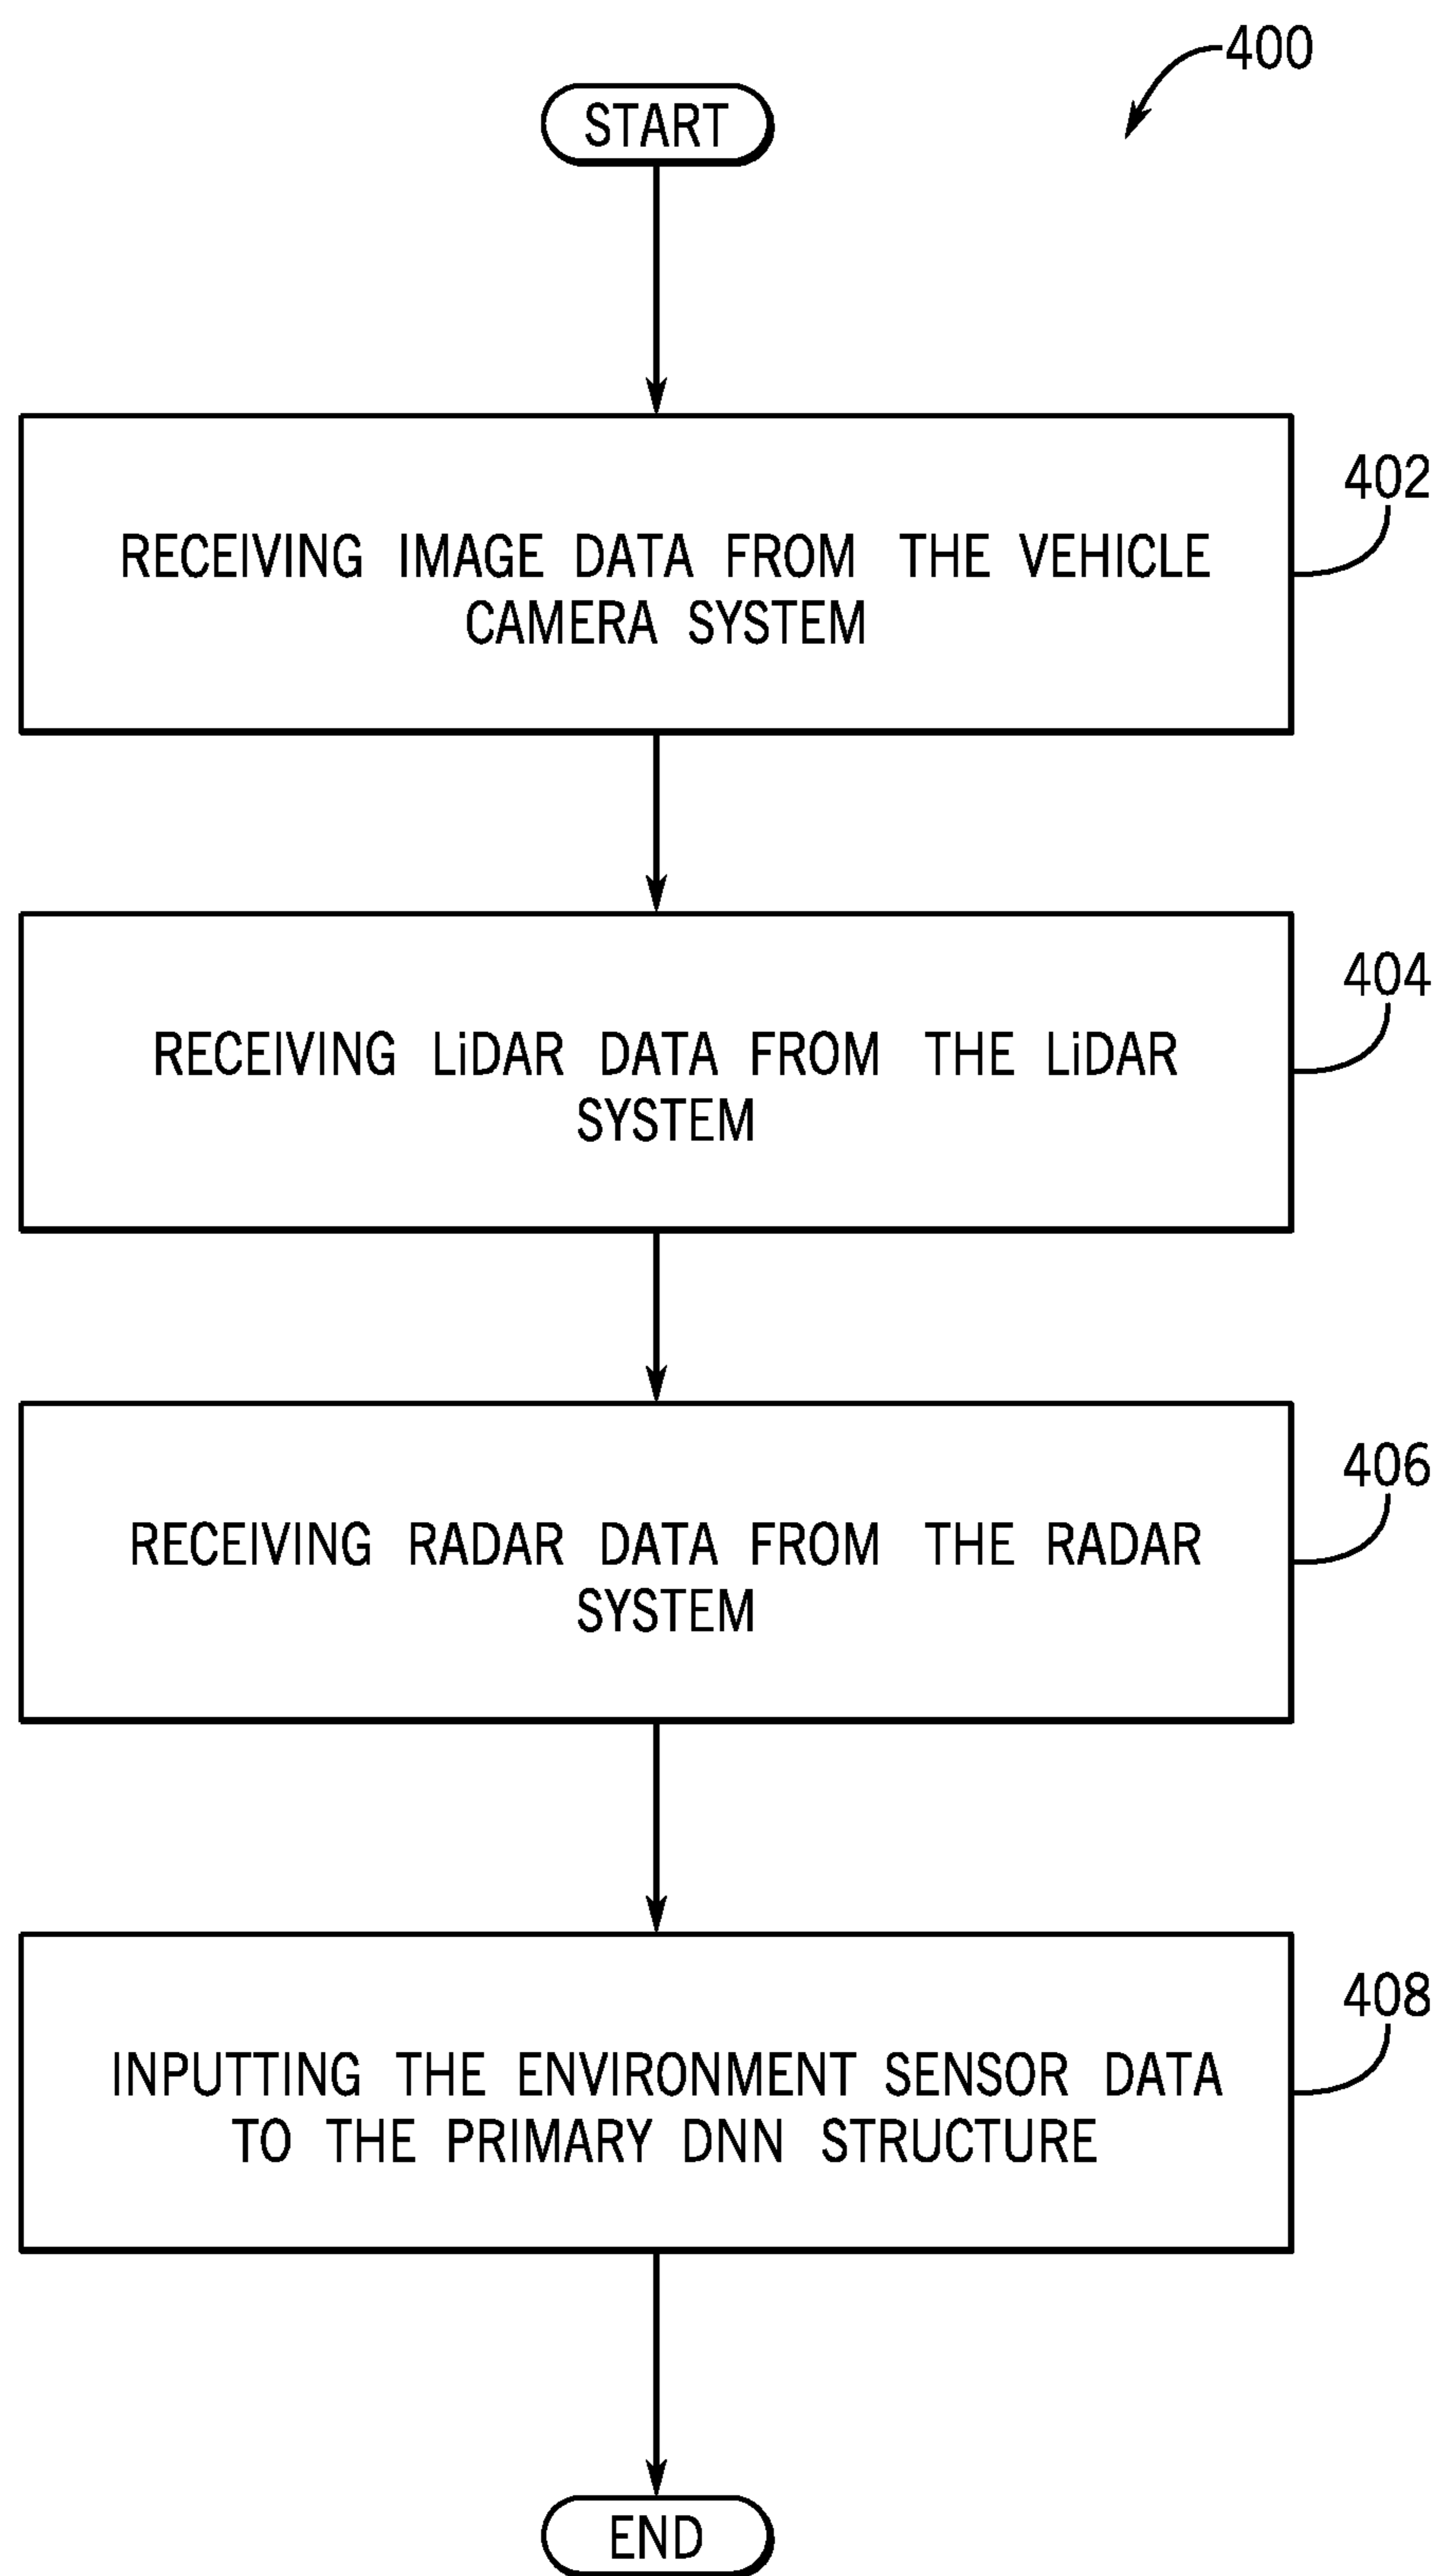 400
START
402
RECEIVING IMAGE DATA FROM THE VEHICLE
CAMERA SYSTEM
404
RECEIVING LiDAR DATA FROM THE LiDAR
SYSTEM
406
RECEIVING RADAR DATA FROM THE RADAR
SYSTEM
408
INPUTTING THE ENVIRONMENT SENSOR DATA
TO THE PRIMARY DNN STRUCTURE
END